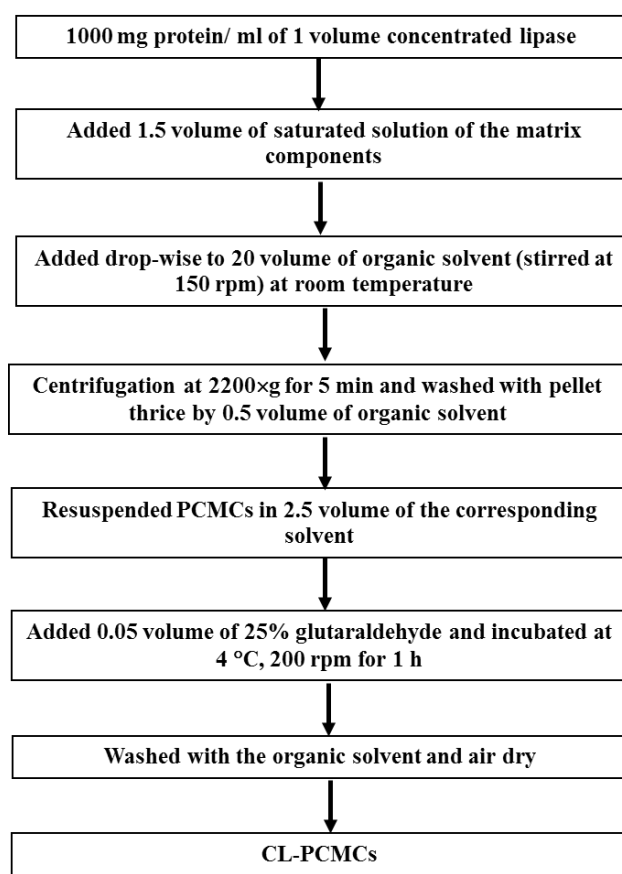 1000 mg protein/ ml of 1 volume concentrated lipase
Added 1.5 volume of saturated solution of the matrix
components
Added drop-wise to 20 volume of organic solvent (stirred at
150 rpm) at room temperature
Centrifugation at 2200×g for 5 min and washed with pellet
thrice by 0.5 volume of organic solvent
Resuspended PCMCs in 2.5 volume of the corresponding
solvent
Added 0.05 volume of 25% glutaraldehyde and incubated at
4 °C, 200 rpm for 1 h
Washed with the organic solvent and air dry
CL-PCMCs